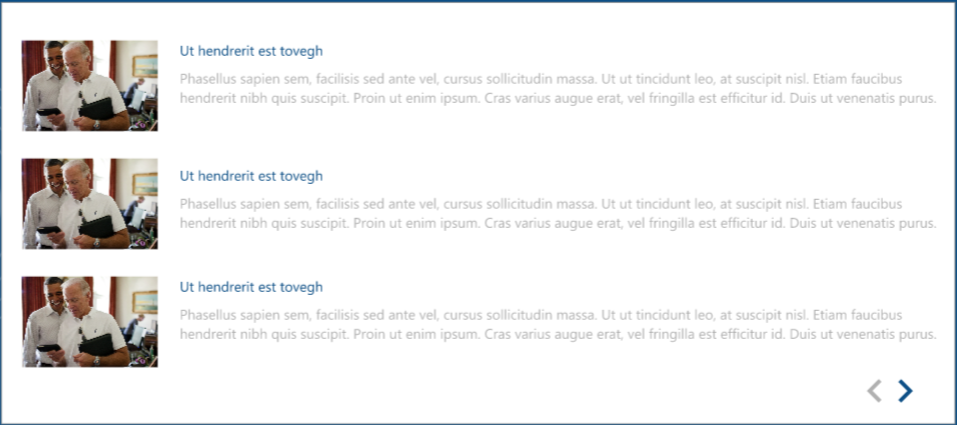 Ut hendrerit est tovegh
Phasellus sapien sem, facilisis sed ante vel, cursus sollicitudin massa. Ut ut tincidunt leo, at suscipit nisl. Etiam faucibus
hendrerit nibh quis suscipit. Proin ut enim ipsum. Cras varius augue erat, vel fringilla est efficitur id. Duis ut venenatis purus.
Ut hendrerit est tovegh
Phasellus sapien sem, facilisis sed ante vel, cursus sollicitudin massa. Ut ut tincidunt leo, at suscipit nisl. Etiam faucibus
hendrerit nibh quis suscipit. Proin ut enim ipsum. Cras varius augue erat, vel fringilla est efficitur id. Duis ut venenatis purus.
Ut hendrerit est tovegh
Phasellus sapien sem, facilisis sed ante vel, cursus sollicitudin massa. Ut ut tincidunt leo, at suscipit nisl. Etiam faucibus
hendrerit nibh quis suscipit. Proin ut enim ipsum. Cras varius augue erat, vel fringilla est efficitur id. Duis ut venenatis purus.